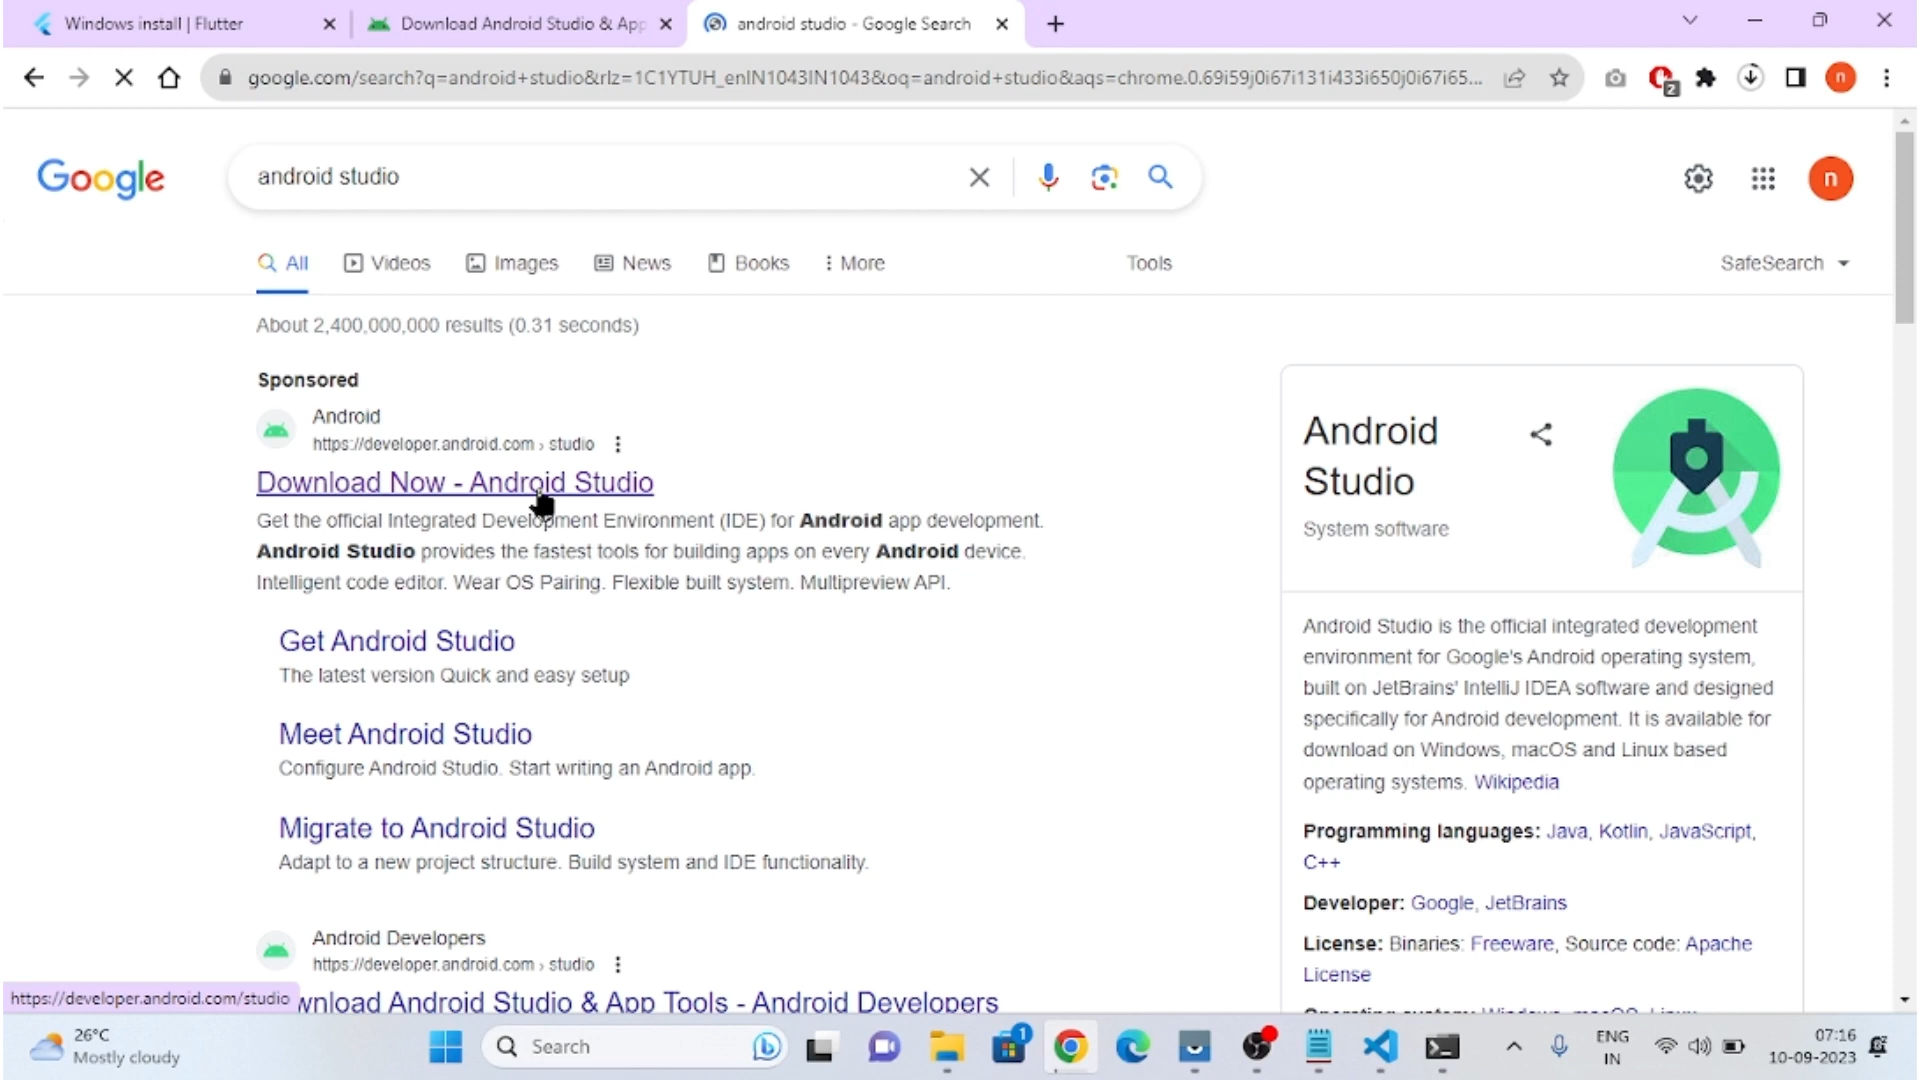 Windows install | Flutter
Download Android Studio & App
android studio - Google Search
google.com/search?q=android+studio&rlz=1C1YTUH_enIN1043IN1043&oq=android+studio&aqs=chrome.0.69i59j0i67i131i433i650j0i67i65...
2
n
Google
android studio
n
All
Videos
Images
News
Books
More
Tools
SafeSearch
About 2,400,000,000 results (0.31 seconds)
Sponsored
Android
https://developer.android.com › studio
Download Now - Android Studio
Get the official Integrated Development Environment (IDE) for Android app development.
Android Studio provides the fastest tools for building apps on every Android device.
Intelligent code editor. Wear OS Pairing. Flexible built system. Multipreview API.
Get Android Studio
The latest version Quick and easy setup
Meet Android Studio
Configure Android Studio. Start writing an Android app.
Migrate to Android Studio
Adapt to a new project structure. Build system and IDE functionality.
Android Developers
https://developer.android.com › studio
wnload Android Studio & App Tools - Android Developers
Android
Studio
System software
Android Studio is the official integrated development
environment for Google's Android operating system,
built on JetBrains' IntelliJ IDEA software and designed
specifically for Android development. It is available for
download on Windows, macOS and Linux based
operating systems. Wikipedia
Programming languages: Java, Kotlin, JavaScript,
C++
Developer: Google, JetBrains
License: Binaries: Freeware, Source code: Apache
License
Operating system: Windows, macOS, Linux
https://developer.android.com/studio
26°C
Mostly cloudy
Search
1
ENG
IN
07:16
10-09-2023